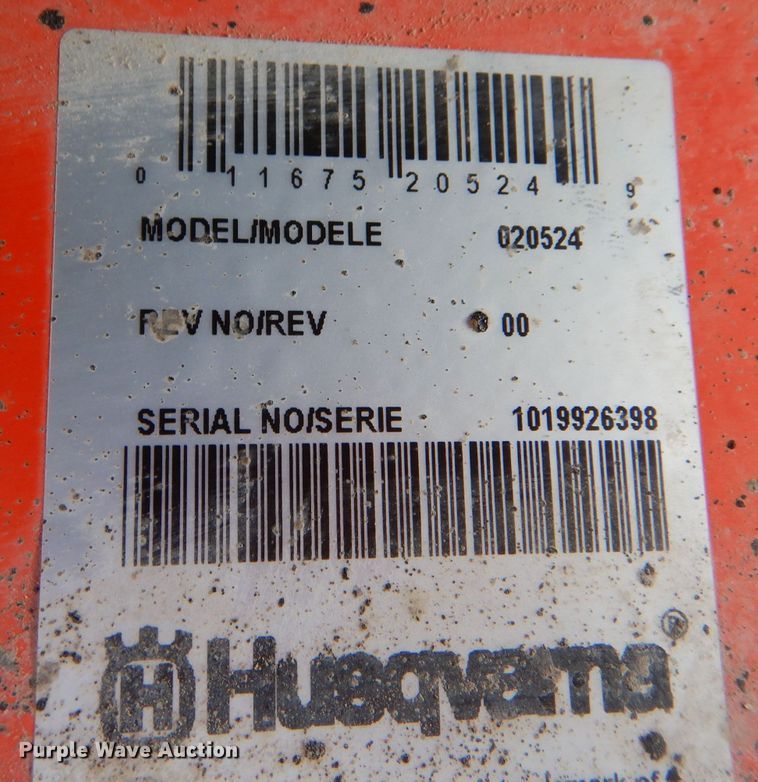 0 11675 20524 9
MODEL/MODELE 020524
REV NO/REV 00
SERIAL NO/SERIE 1019926398
H Husqvarna ®
Purple Wave Auction